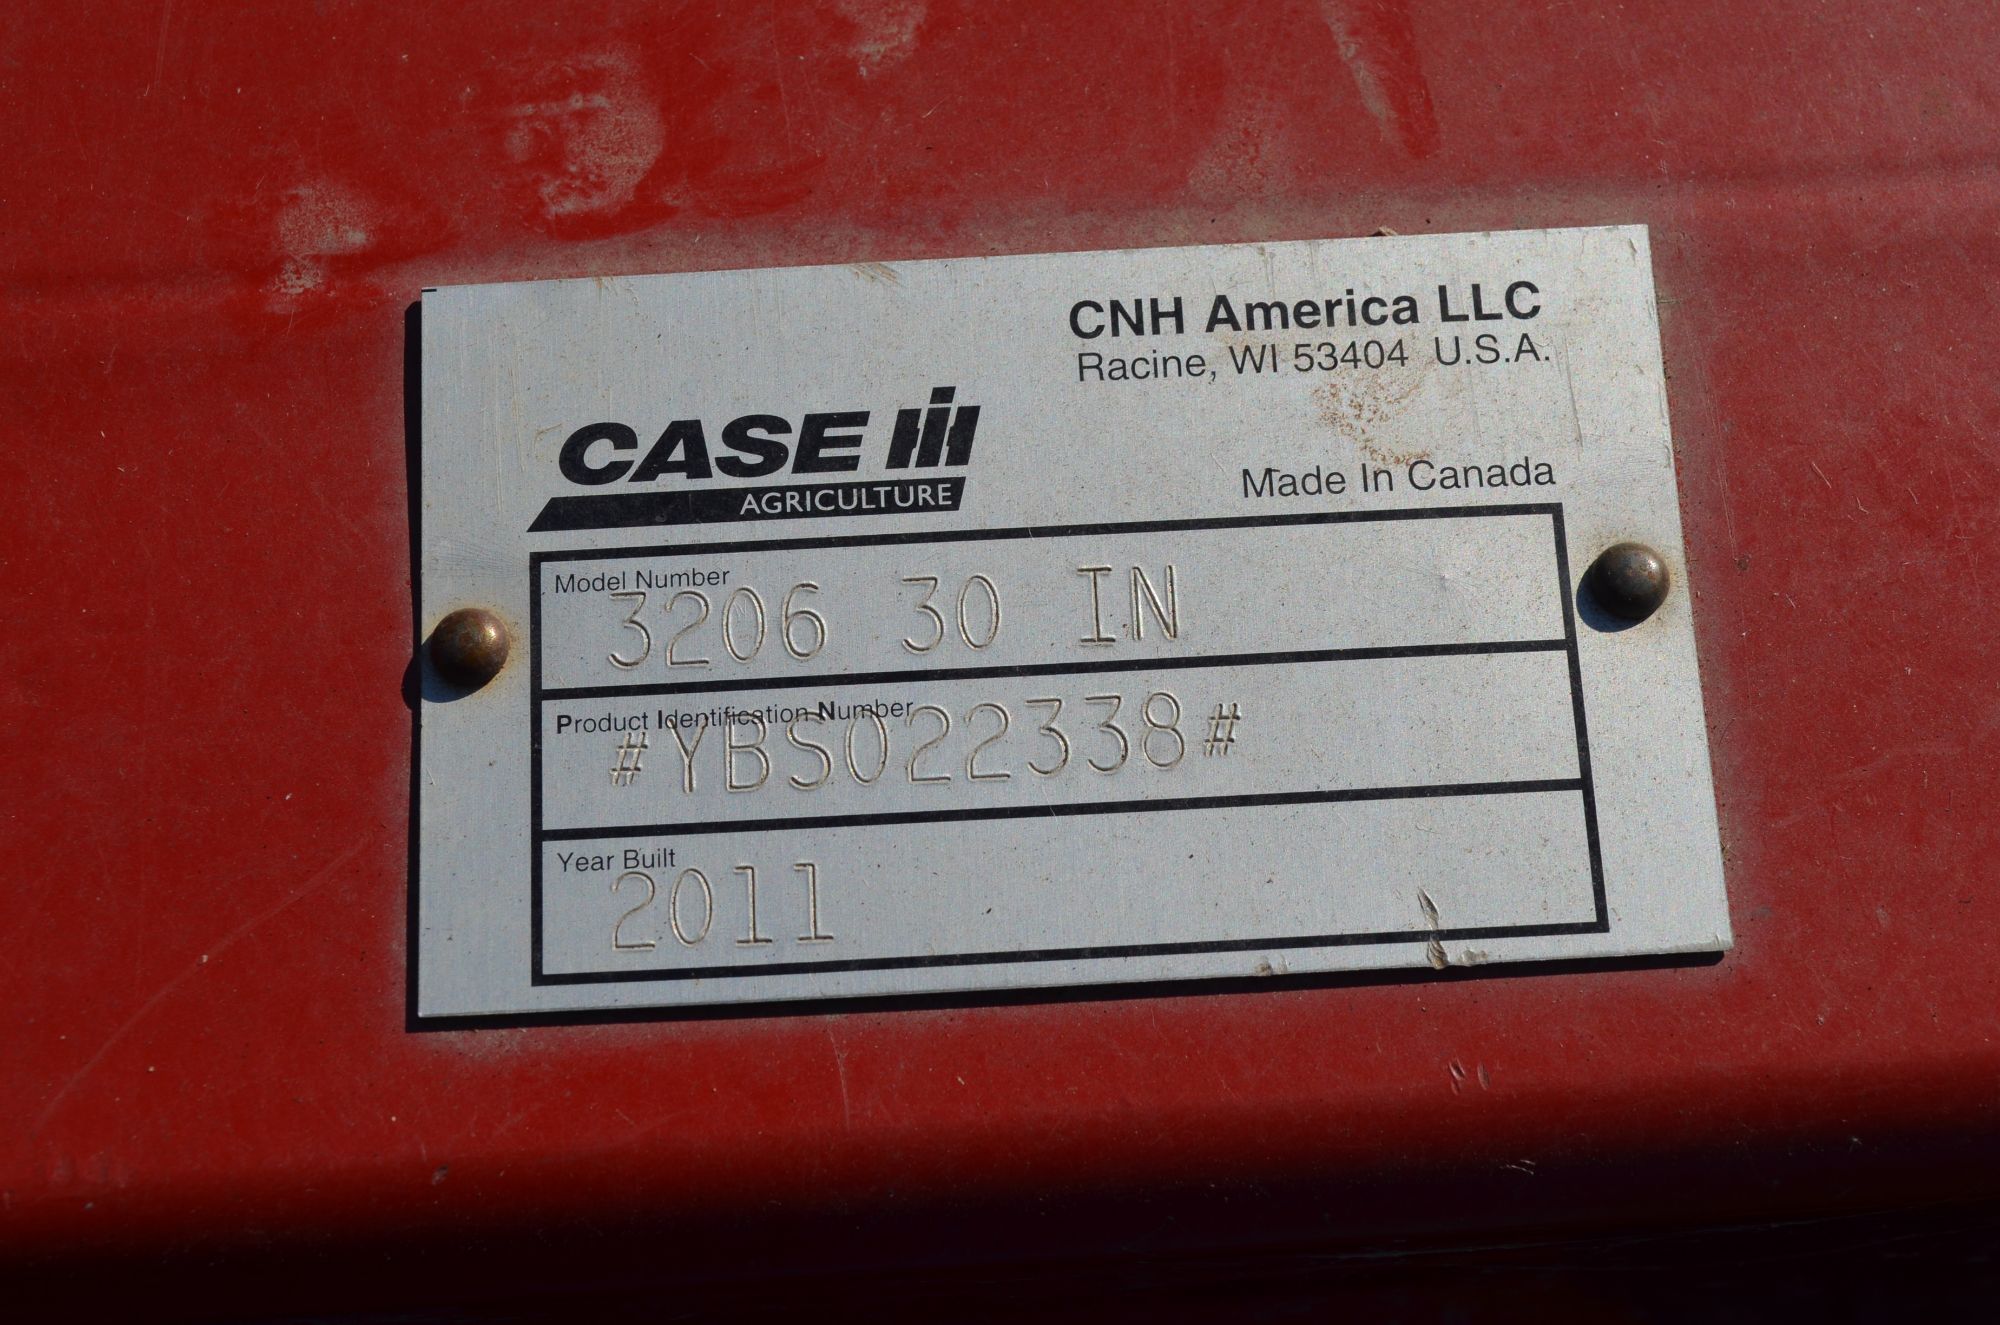 CNH America LLC
Racine, WI 53404 U.S.A.
CASE IH
AGRICULTURE
Made In Canada
Model Number
3206 30 IN
Product Identification Number
#YBS022338#
Year Built
2011